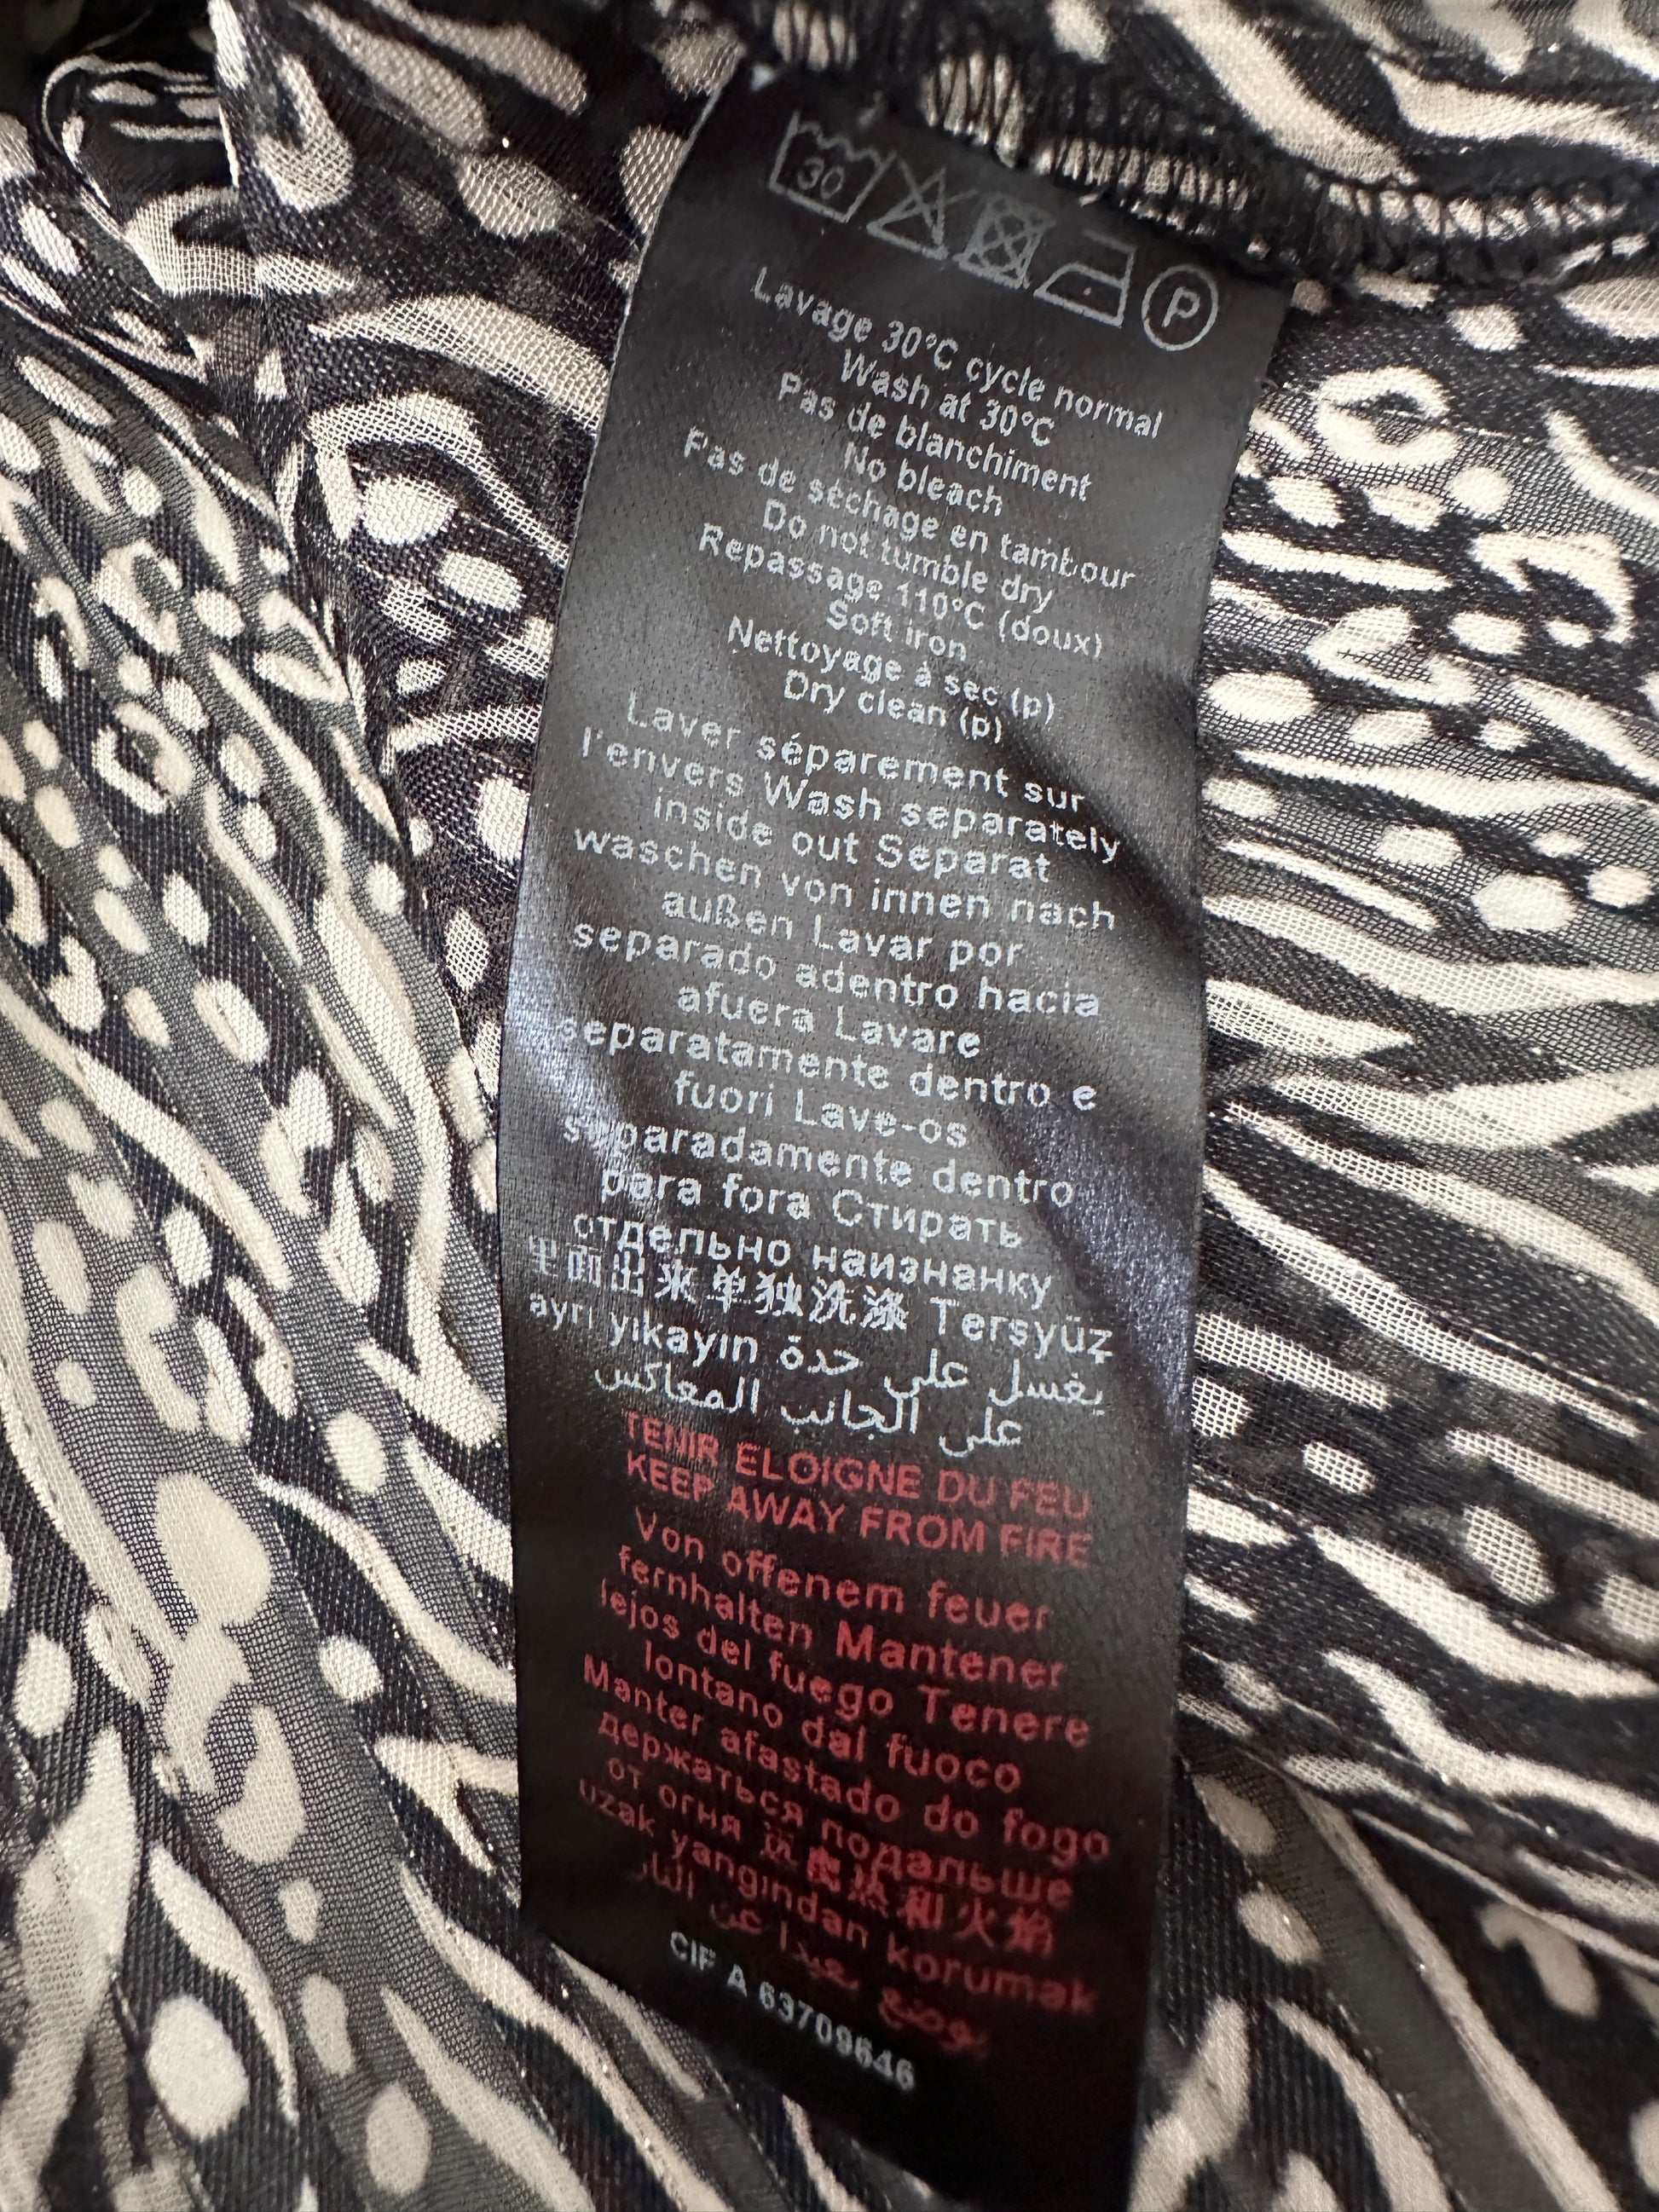 30
P
Lavage 30°C cycle normal
Wash at 30°C
Pas de blanchiment
No bleach
Pas de séchage en tambour
Do not tumble dry
Repassage 110°C (doux)
Soft iron
Nettoyage à sec (p)
Dry clean (p)
Laver séparement sur
l'envers Wash separately
inside out Separat
waschen von innen nach
außen Lavar por
separado adentro hacia
afuera Lavare
separatamente dentro e
fuori Lave-os
separadamente dentro
para fora Стирать
отдельно наизнанку
里面出来单独洗涤 Tersyüz
ayrı yıkayın يغسل على حدة
على الجانب المعاكس
TENIR ELOIGNE DU FEU
KEEP AWAY FROM FIRE
Von offenem feuer
fernhalten Mantener
lejos del fuego Tenere
lontano dal fuoco
Manter afastado do fogo
держаться подальше
от огня 和火焰
uzak yangından korumak
عن النار
CIF A 63709646